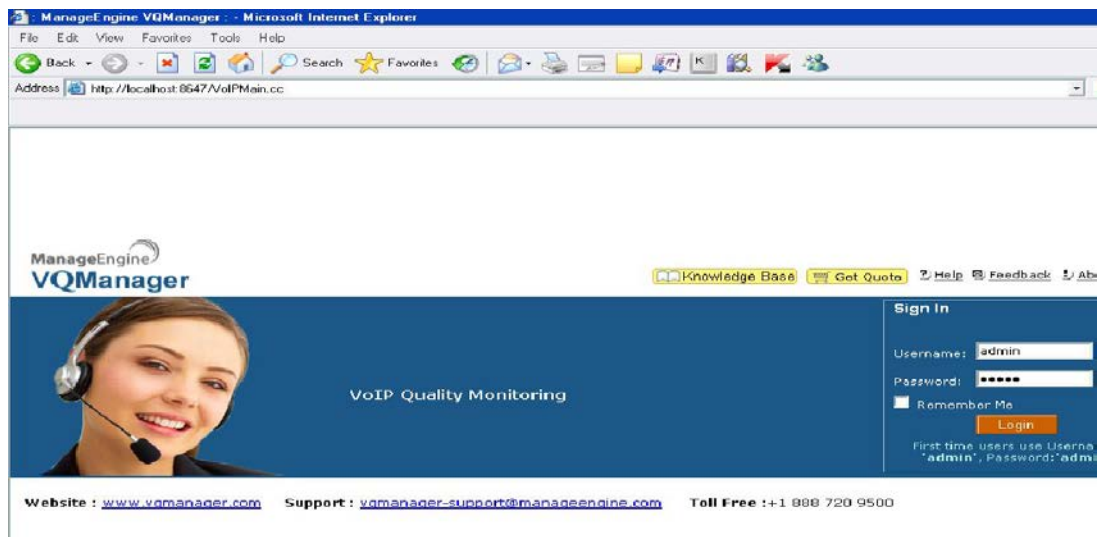 : ManageEngine VQManager : - Microsoft Internet Explorer
File Edit View Favorites Tools Help
Back Search Favorites
Address http://localhost:8647/VoIPMain.cc
ManageEngine
VQManager
Knowledge Base Get Quote Help Feedback Abo
Sign In
Username: admin
Password: •••••
VoIP Quality Monitoring
Remember Me
Login
First time users use Userna
'admin', Password:'admi
Website : www.vqmanager.com Support : vqmanager-support@manageengine.com Toll Free :+1 888 720 9500